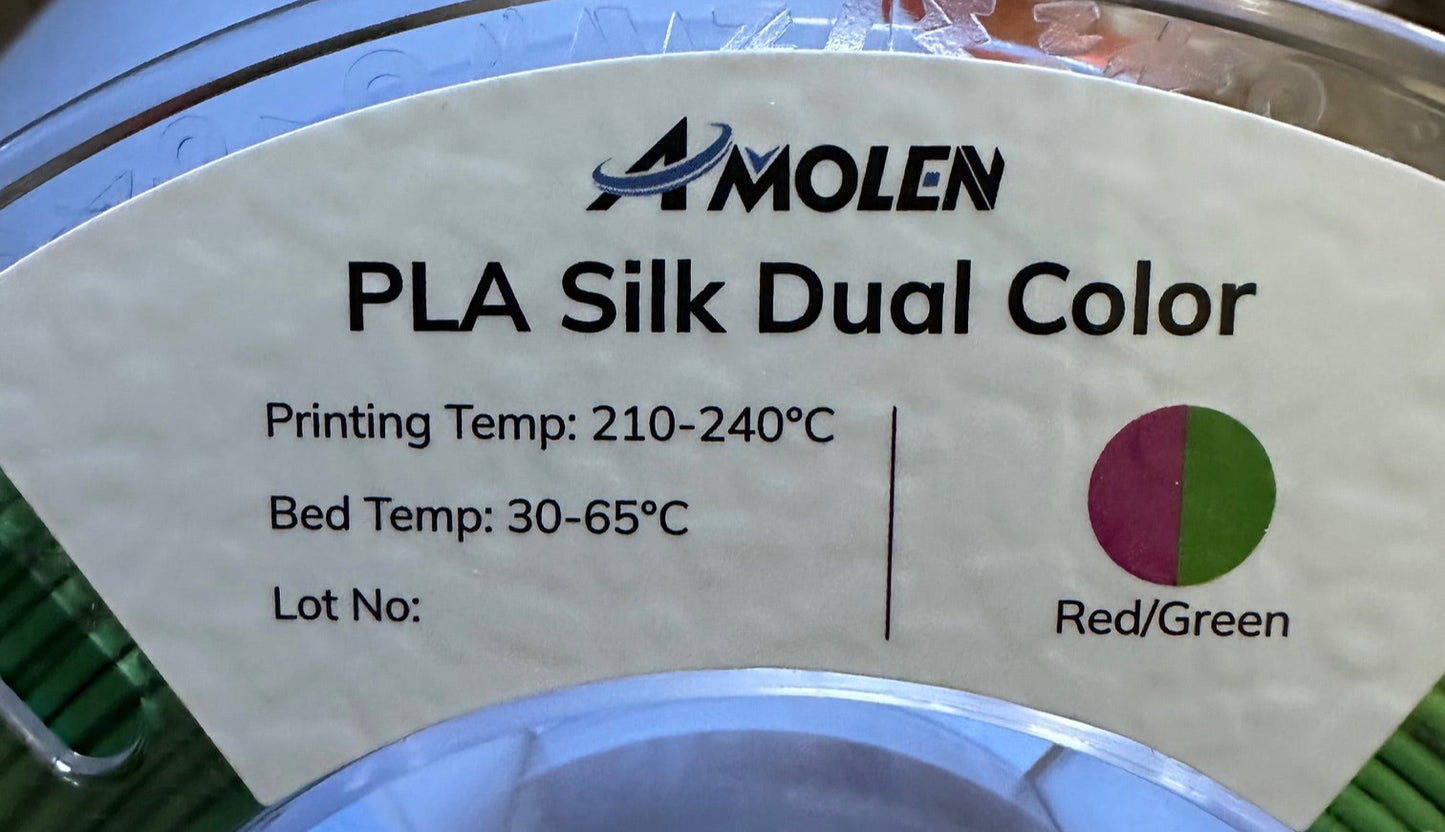 AMOLEN
PLA Silk Dual Color
Printing Temp: 210-240°C
Bed Temp: 30-65°C
Lot No:
Red/Green